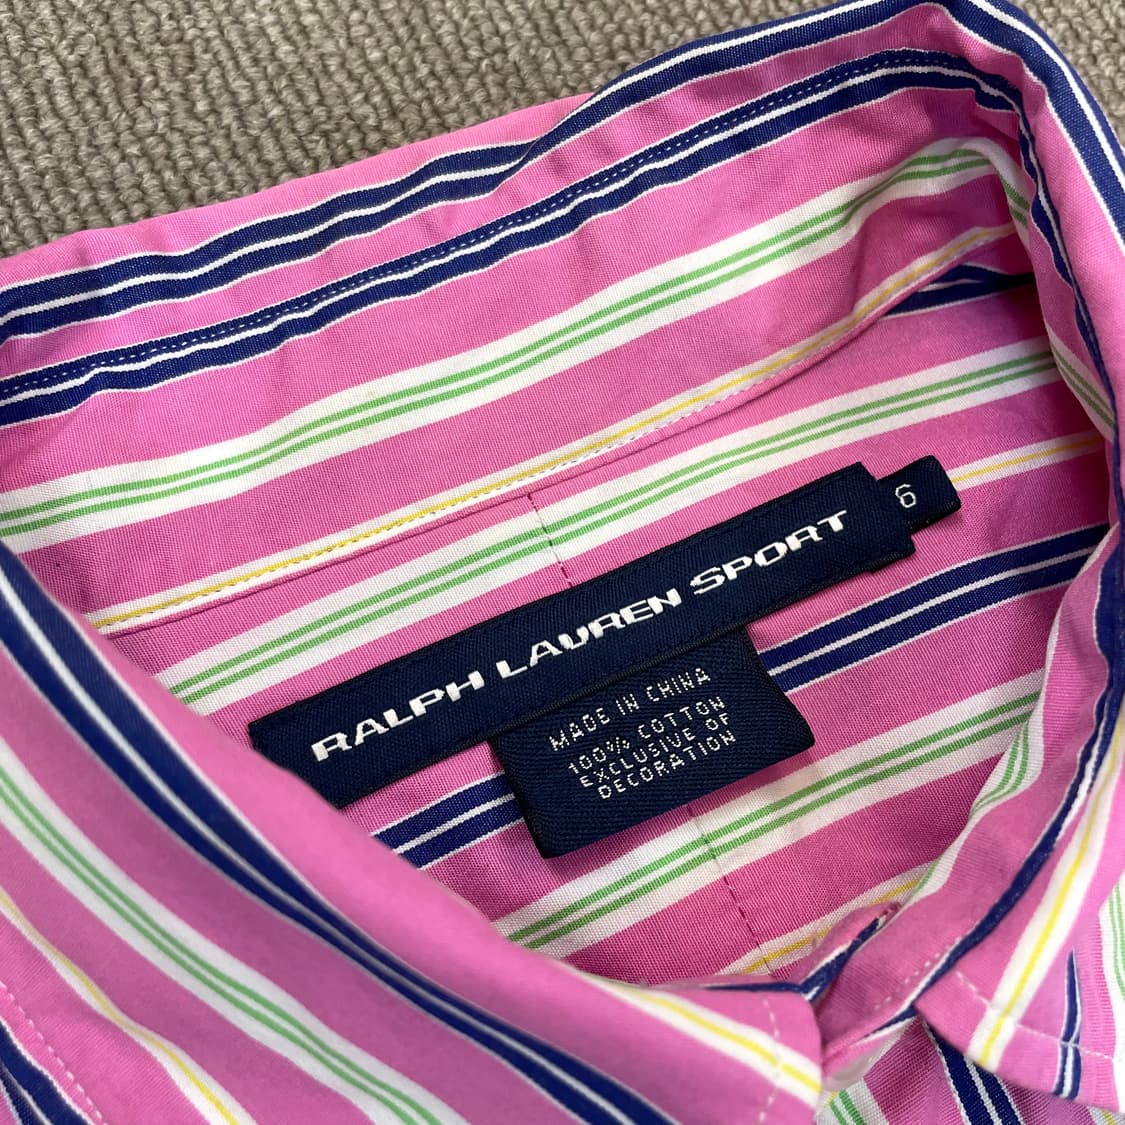 RALPH LAUREN SPORT
6
MADE IN CHINA
100% COTTON
EXCLUSIVE OF
DECORATION